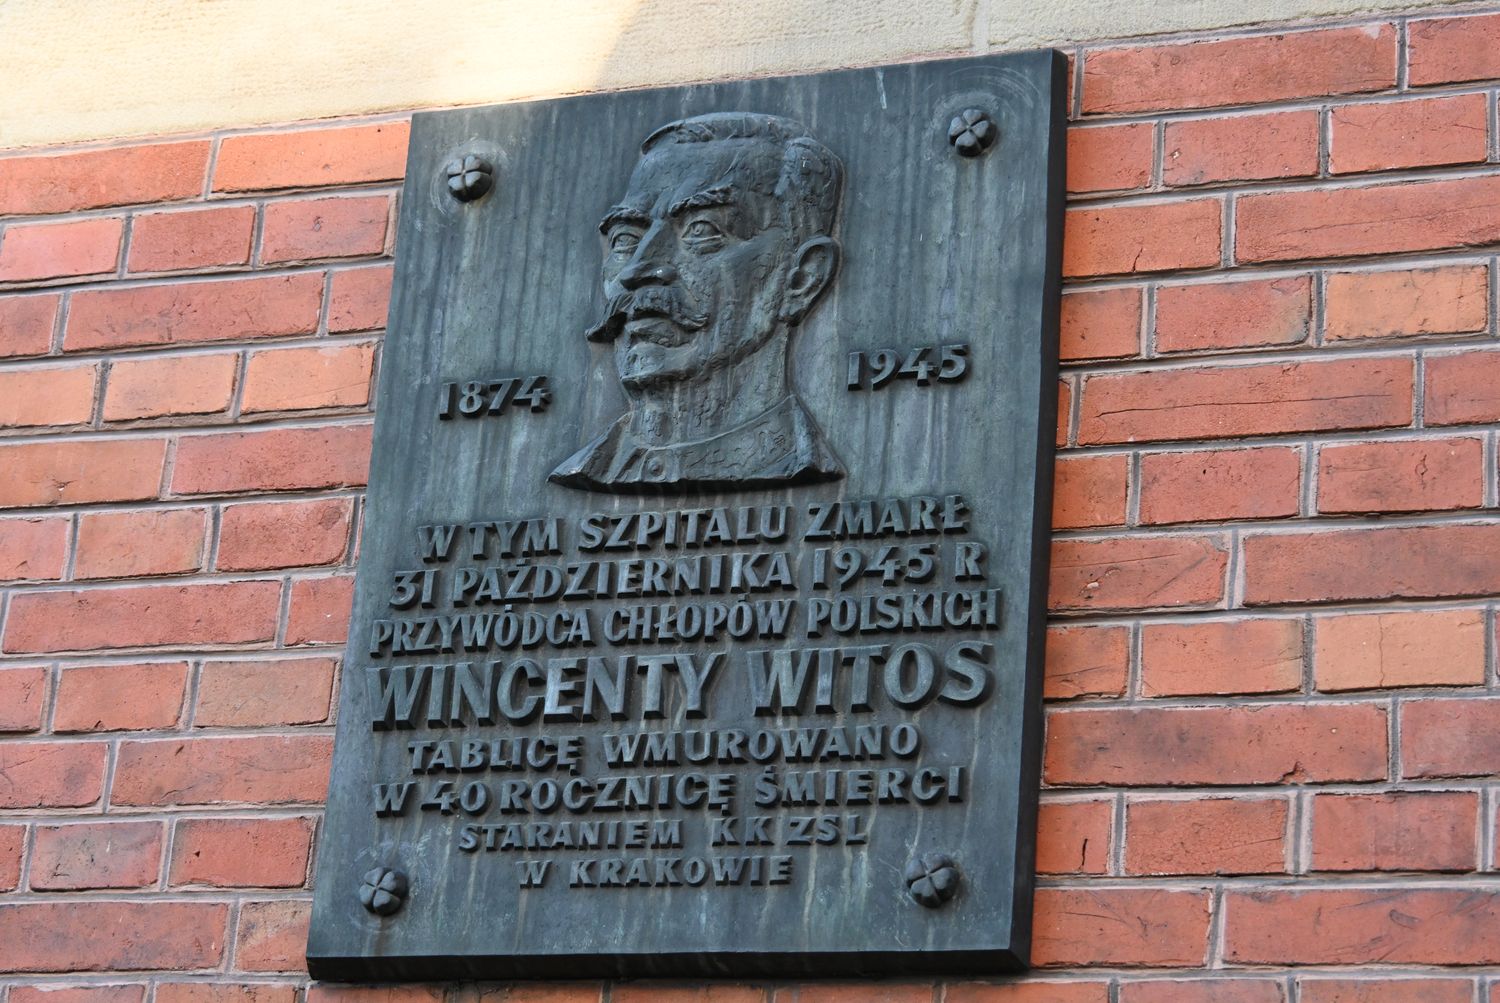 1874
1945
W TYM SZPITALU ZMARŁ
31 PAŹDZIERNIKA 1945 R
PRZYWÓDCA CHŁOPÓW POLSKICH
WINCENTY WITOS
TABLICĘ WMUROWANO
W 40 ROCZNICĘ ŚMIERCI
STARANIEM KK ZSL
W KRAKOWIE